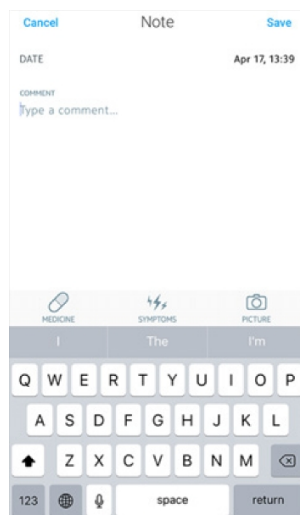 Cancel Note Save
DATE Apr 17, 13:39
COMMENT
Type a comment...
MEDICINE SYMPTOMS PICTURE
I The I'm
Q W E R T Y U I O P
A S D F G H J K L
Z X C V B N M
123 space return